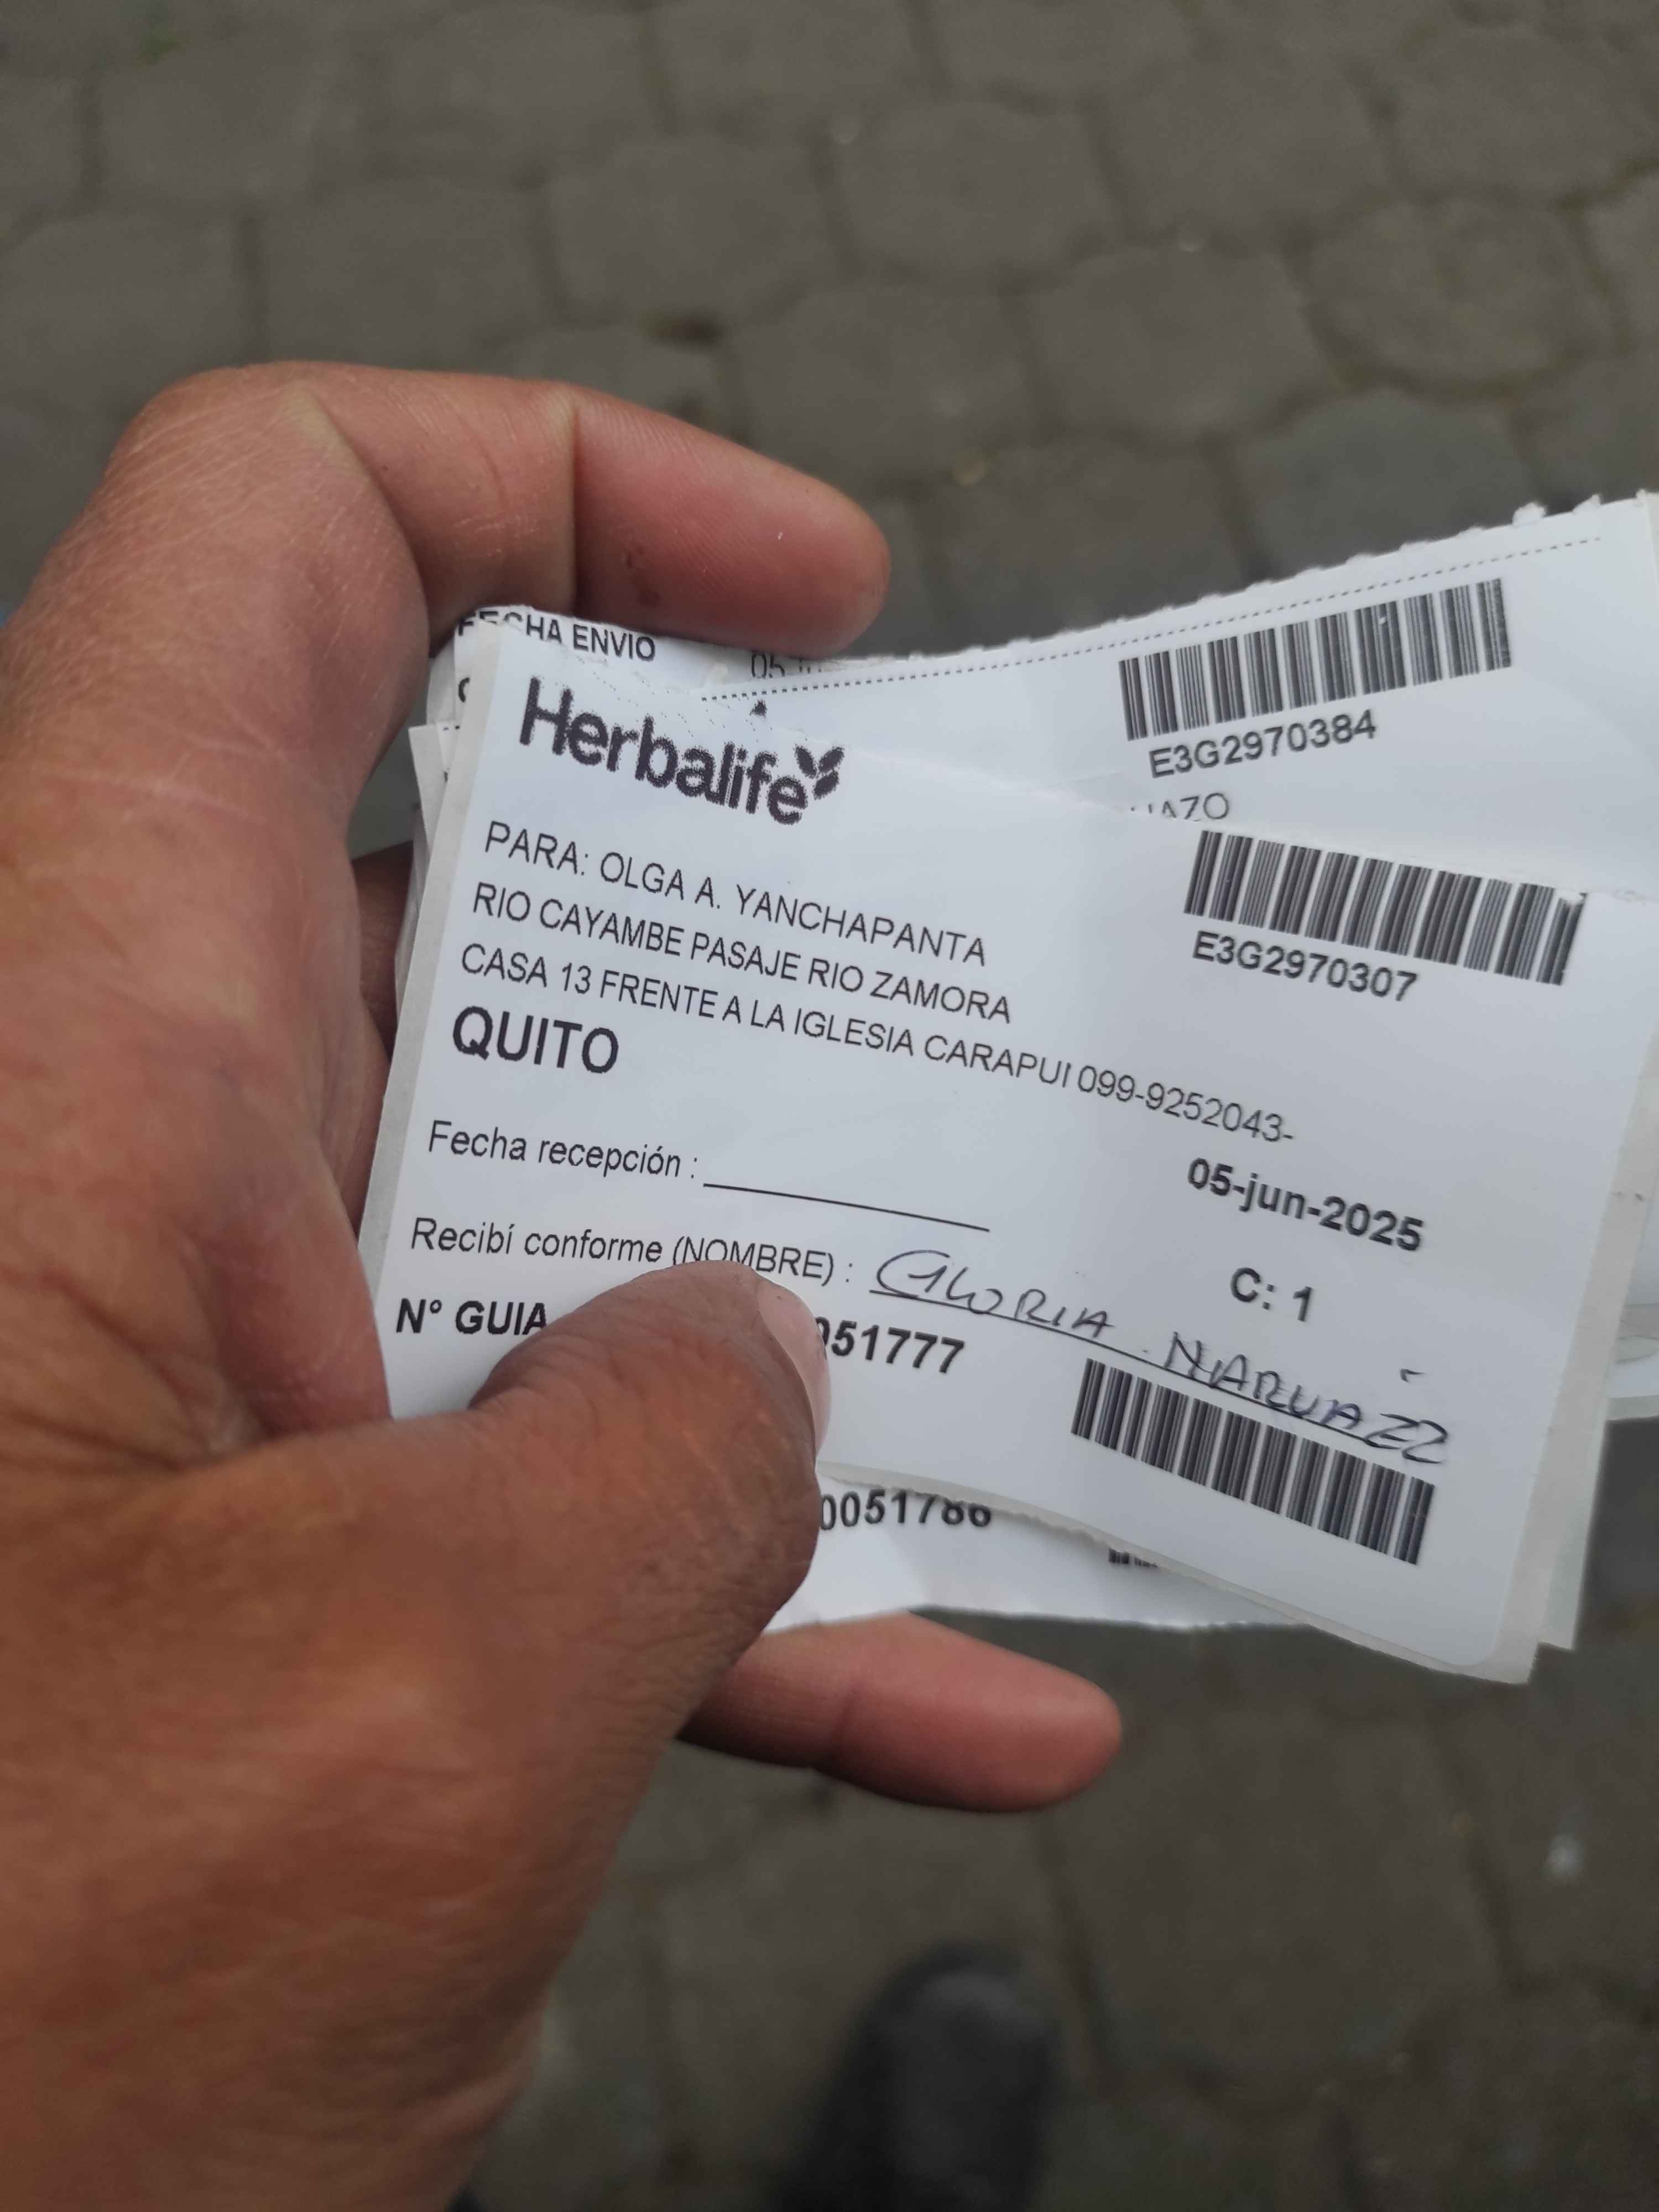 FECHA ENVIO 05
E3G2970384
Herbalife
E3G2970307
PARA: OLGA A. YANCHAPANTA
RIO CAYAMBE PASAJE RIO ZAMORA
CASA 13 FRENTE A LA IGLESIA CARAPUI 099-9252043-
QUITO
05-jun-2025
Fecha recepción :
C: 1
Recibí conforme (NOMBRE) : GLORIA NARVAEZ
N° GUIA 051777
0051786